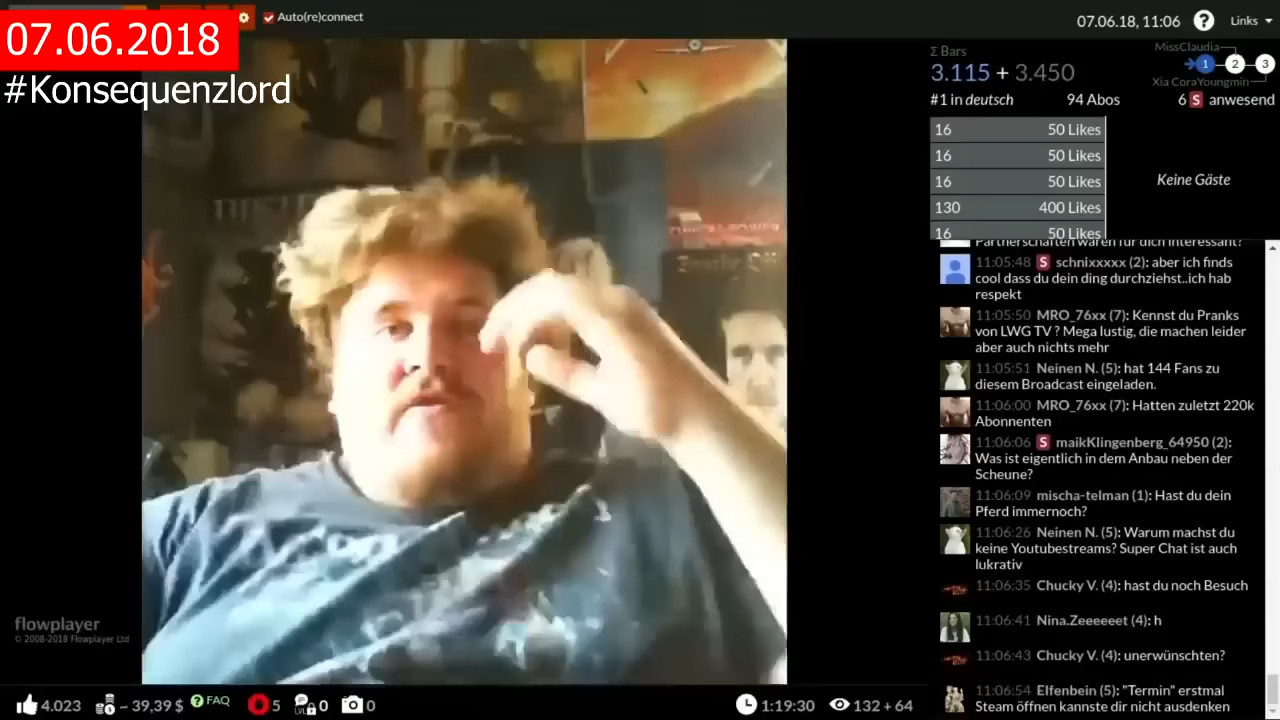 Auto(re)connect
07.06.18, 11:06
?
Links
07.06.2018
#Konsequenzlord
Σ Bars
3.115 + 3.450
MissClaudia
1 2 3
Xia CoraYoungmin
#1 in deutsch 94 Abos 6 S anwesend
16 50 Likes
16 50 Likes
16 50 Likes
130 400 Likes
16 50 Likes
Keine Gäste
Partnerschaften wären für dich interessant?
11:05:48 S schnixxxxx (2): aber ich finds
cool dass du dein ding durchziehst..ich hab
respekt
11:05:50 MRO_76xx (7): Kennst du Pranks
von LWG TV ? Mega lustig, die machen leider
aber auch nichts mehr
11:05:51 Neinen N. (5): hat 144 Fans zu
diesem Broadcast eingeladen.
11:06:00 MRO_76xx (7): Hatten zuletzt 220k
Abonnenten
11:06:06 S maikKlingenberg_64950 (2):
Was ist eigentlich in dem Anbau neben der
Scheune?
11:06:09 mischa-telman (1): Hast du dein
Pferd immernoch?
11:06:26 Neinen N. (5): Warum machst du
keine Youtubestreams? Super Chat ist auch
lukrativ
11:06:35 Chucky V. (4): hast du noch Besuch
11:06:41 Nina.Zeeeeeet (4): h
11:06:43 Chucky V. (4): unerwünschten?
11:06:54 Elfenbein (5): "Termin" erstmal
Steam öffnen kannste dir nicht ausdenken
flowplayer
© 2008-2018 Flowplayer Ltd
4.023 ~ 39,39 $ ? FAQ 5 LVL 0 0 1:19:30 132 + 64